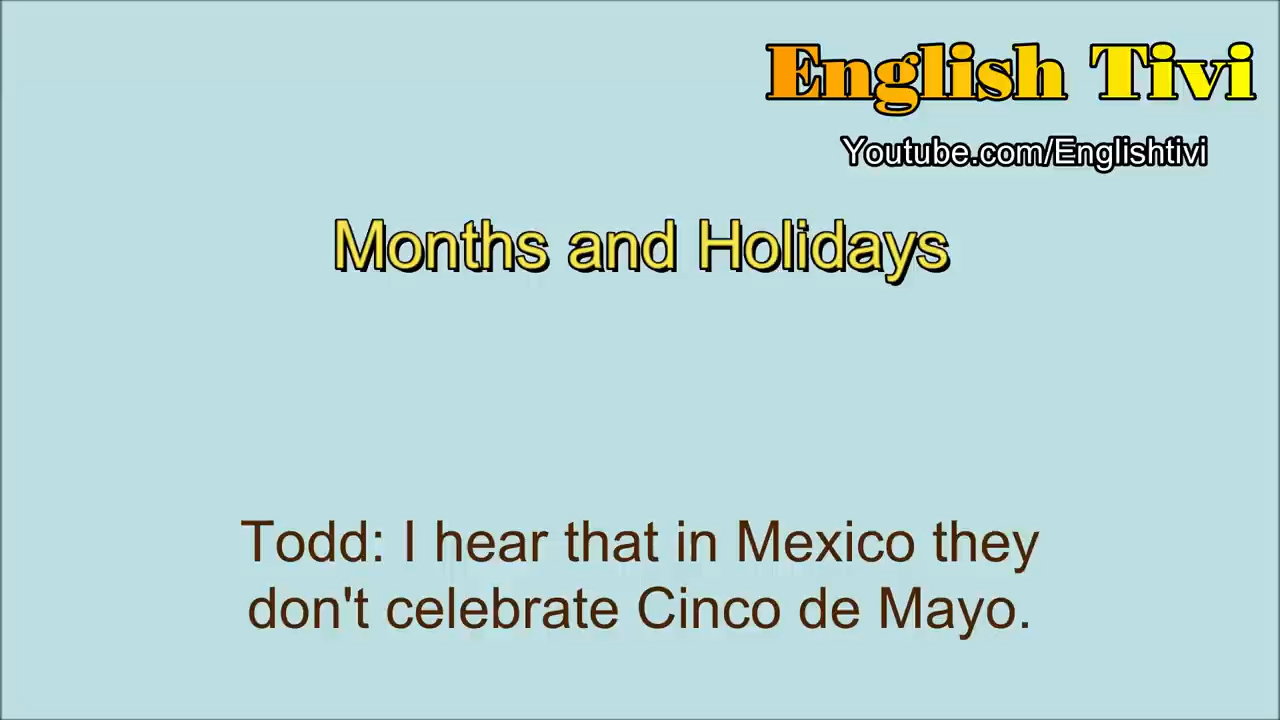 English Tivi
Youtube.com/Englishtivi
Months and Holidays
Todd: I hear that in Mexico they
don't celebrate Cinco de Mayo.